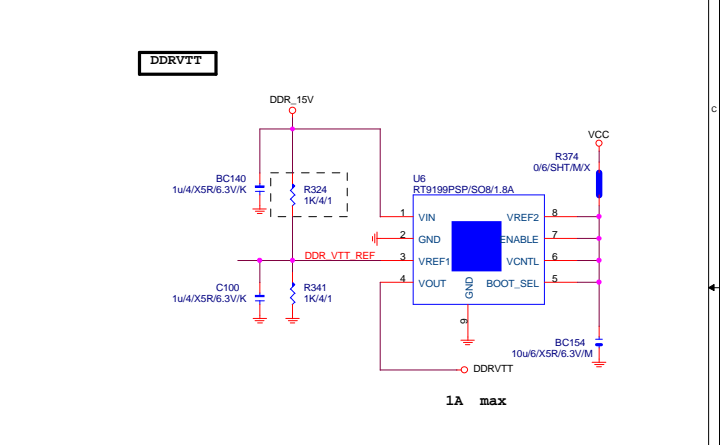 DDRVTT
DDR_15V
VCC
R374
0/6/SHT/M/X
BC140
1u/4/X5R/6.3V/K
R324
1K/4/1
U6
RT9199PSP/SO8/1.8A
1 VIN VREF2 8
2 GND ENABLE 7
DDR_VTT_REF 3 VREF1 VCNTL 6
4 VOUT BOOT_SEL 5
GND
9
C100
1u/4/X5R/6.3V/K
R341
1K/4/1
BC154
10u/6/X5R/6.3V/M
DDRVTT
1A max
C